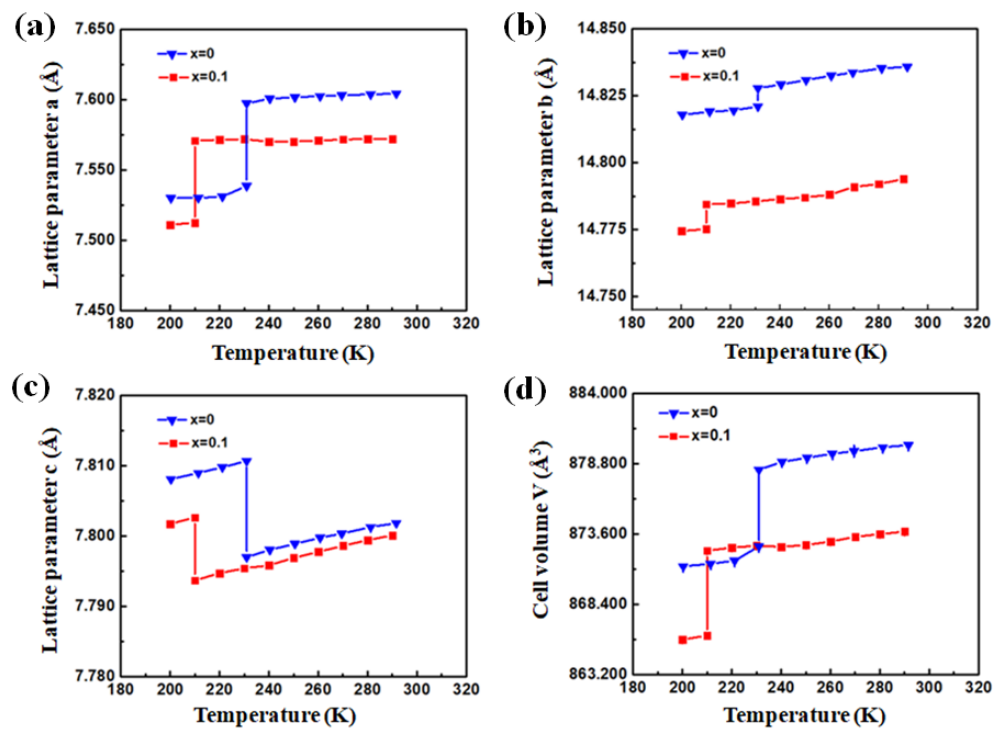 (a)
7.650
7.600
7.550
7.500
7.450
Lattice parameter a (Å)
x=0
x=0.1
180 200 220 240 260 280 300 320
Temperature (K)
(b)
14.850
14.825
14.800
14.775
14.750
Lattice parameter b (Å)
x=0
x=0.1
180 200 220 240 260 280 300 320
Temperature (K)
(c)
7.820
7.810
7.800
7.790
7.780
Lattice parameter c (Å)
x=0
x=0.1
180 200 220 240 260 280 300 320
Temperature (K)
(d)
884.000
878.800
873.600
868.400
863.200
Cell volume V (Å³)
x=0
x=0.1
180 200 220 240 260 280 300 320
Temperature (K)